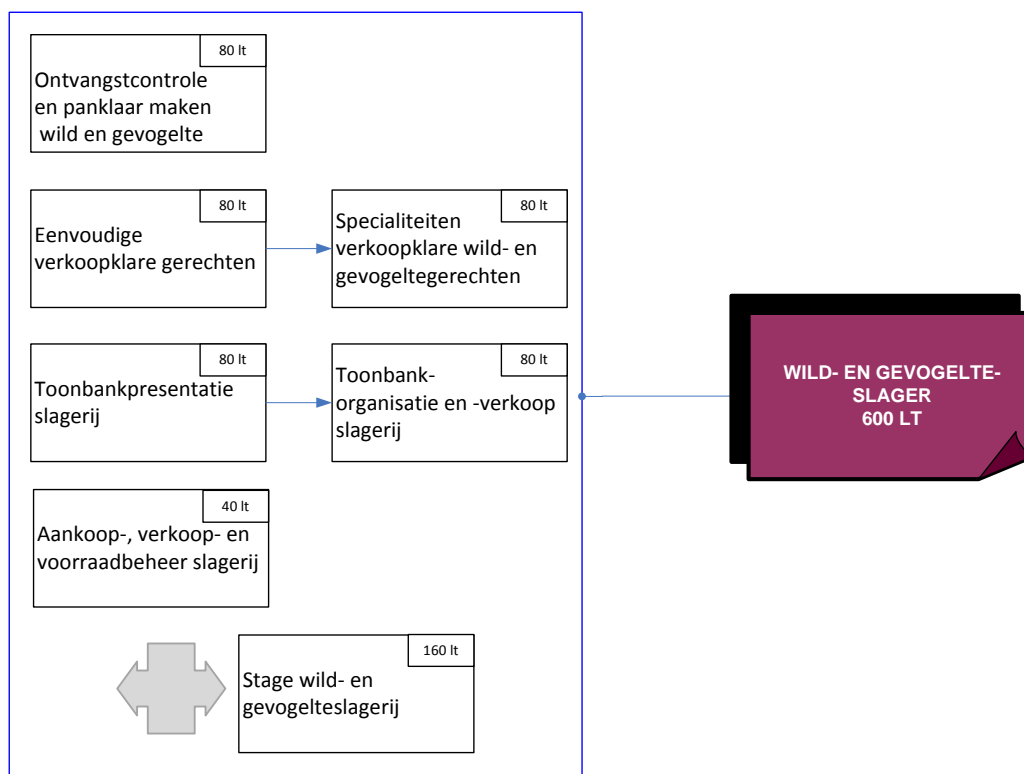 80 lt
Ontvangstcontrole
en panklaar maken
wild en gevogelte
80 lt
Eenvoudige
verkoopklare gerechten
80 lt
Specialiteiten
verkoopklare wild- en
gevogeltegerechten
80 lt
Toonbankpresentatie
slagerij
80 lt
Toonbank-
organisatie en -verkoop
slagerij
40 lt
Aankoop-, verkoop- en
voorraadbeheer slagerij
160 lt
Stage wild- en
gevogelteslagerij
WILD- EN GEVOGELTE-
SLAGER
600 LT